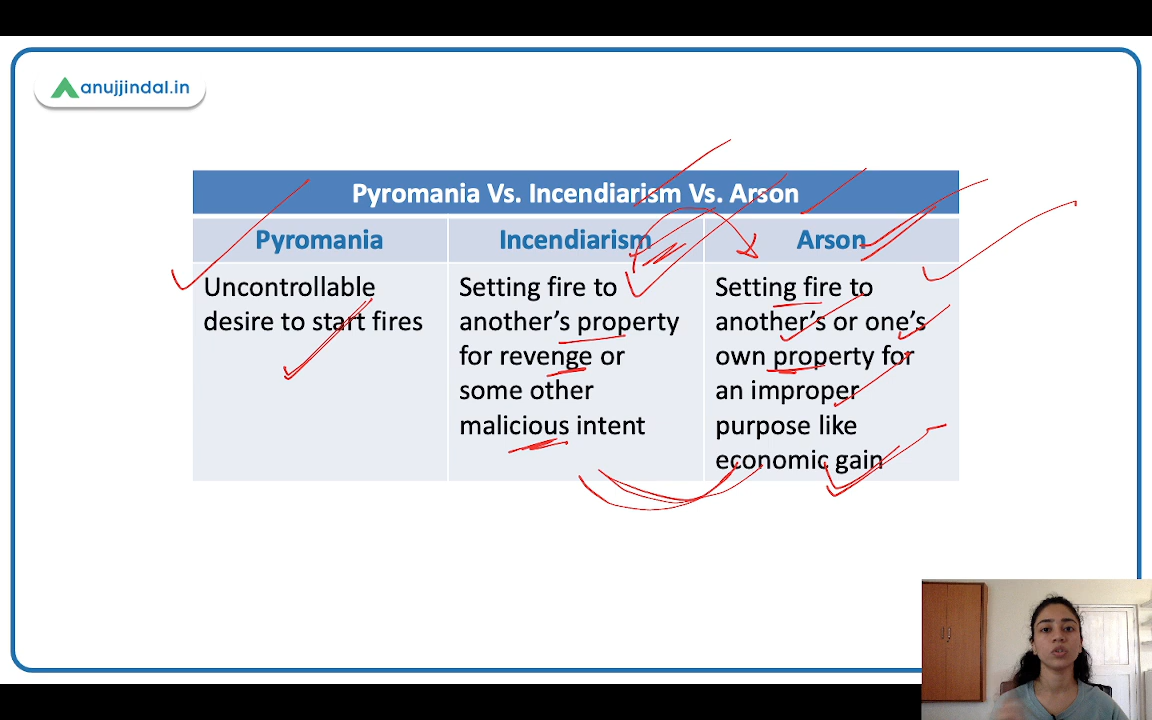 anujjindal.in
Pyromania Vs. Incendiarism Vs. Arson
Pyromania
Incendiarism
Arson
Uncontrollable
desire to start fires
Setting fire to
another's property
for revenge or
some other
malicious intent
Setting fire to
another's or one's
own property for
an improper
purpose like
economic gain